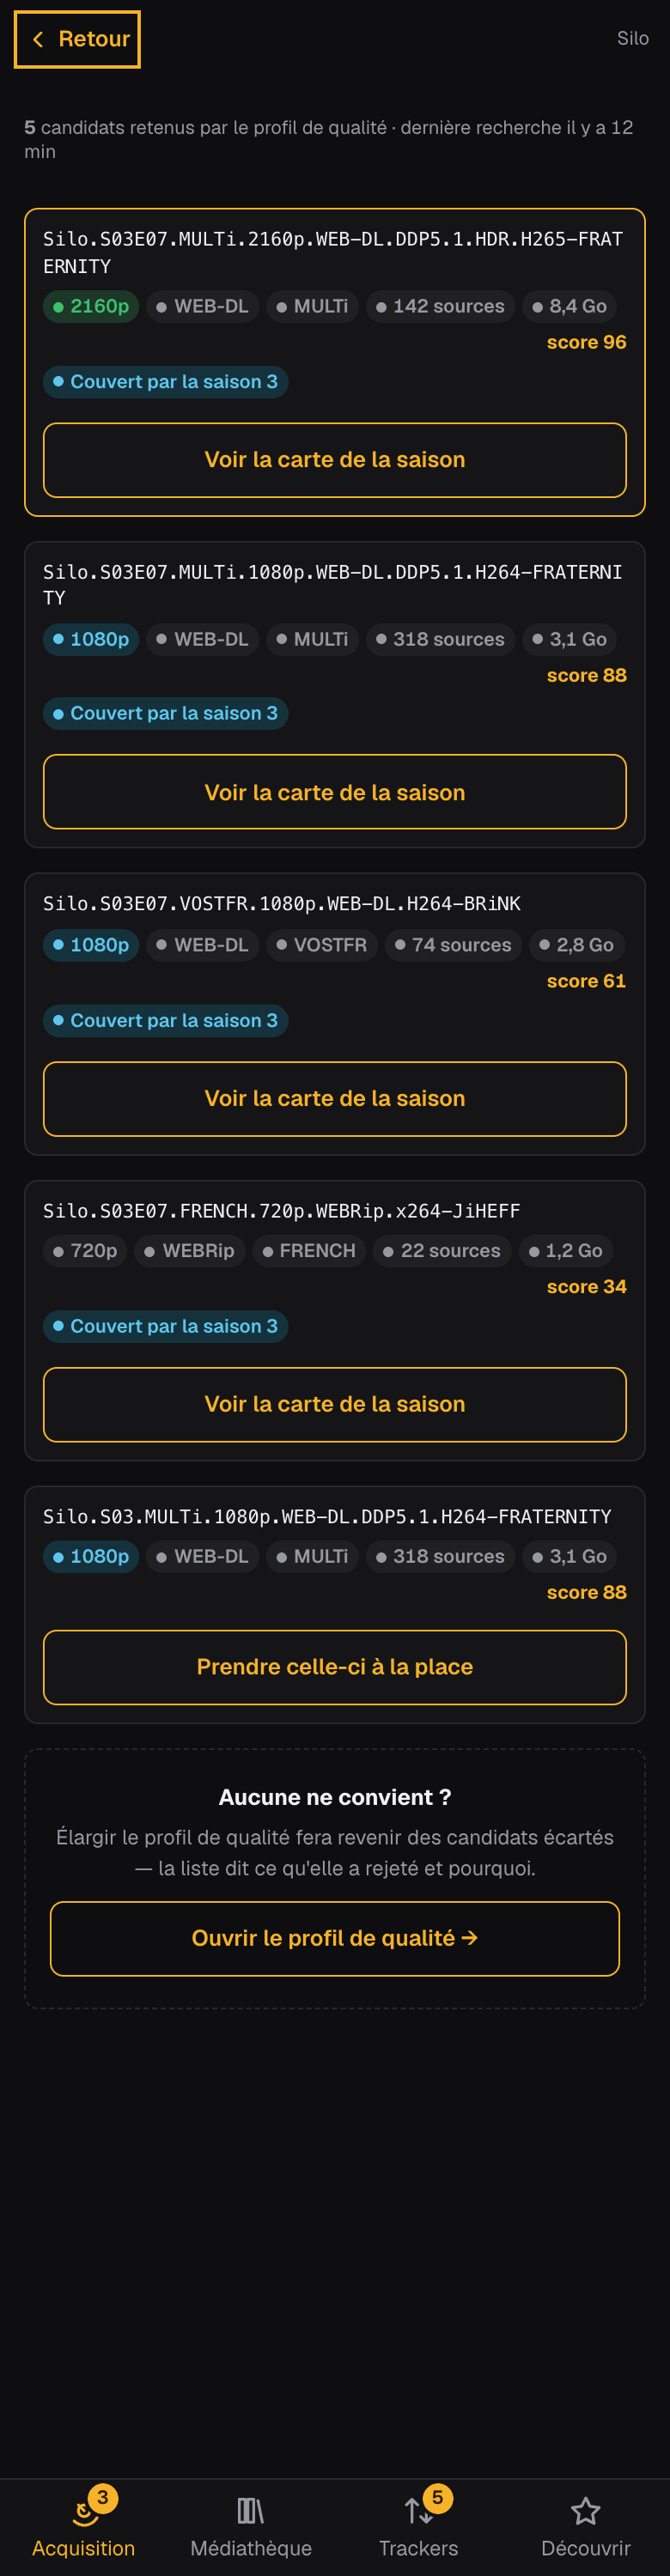 Retour
Silo
5 candidats retenus par le profil de qualité · dernière recherche il y a 12
min
Silo.S03E07.MULTi.2160p.WEB-DL.DDP5.1.HDR.H265-FRAT
ERNITY
2160p WEB-DL MULTi 142 sources 8,4 Go
score 96
Couvert par la saison 3
Voir la carte de la saison
Silo.S03E07.MULTi.1080p.WEB-DL.DDP5.1.H264-FRATERNI
TY
1080p WEB-DL MULTi 318 sources 3,1 Go
score 88
Couvert par la saison 3
Voir la carte de la saison
Silo.S03E07.VOSTFR.1080p.WEB-DL.H264-BRiNK
1080p WEB-DL VOSTFR 74 sources 2,8 Go
score 61
Couvert par la saison 3
Voir la carte de la saison
Silo.S03E07.FRENCH.720p.WEBRip.x264-JiHEFF
720p WEBRip FRENCH 22 sources 1,2 Go
score 34
Couvert par la saison 3
Voir la carte de la saison
Silo.S03.MULTi.1080p.WEB-DL.DDP5.1.H264-FRATERNITY
1080p WEB-DL MULTi 318 sources 3,1 Go
score 88
Prendre celle-ci à la place
Aucune ne convient ?
Élargir le profil de qualité fera revenir des candidats écartés
— la liste dit ce qu'elle a rejeté et pourquoi.
Ouvrir le profil de qualité →
3
5
Acquisition Médiathèque Trackers Découvrir